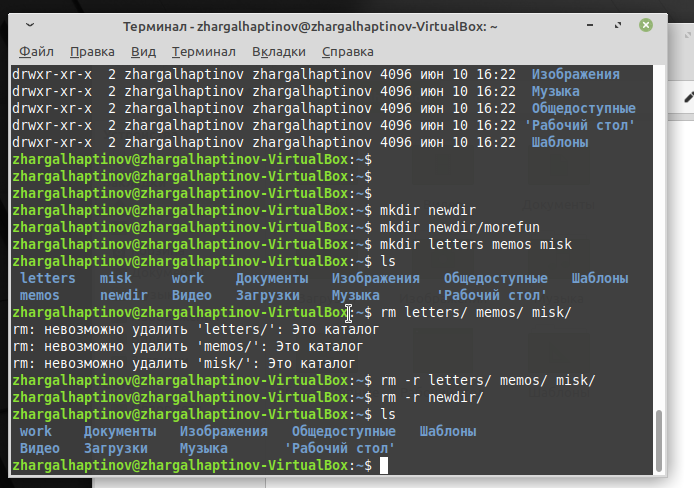 Терминал - zhargalhaptinov@zhargalhaptinov-VirtualBox: ~
Файл Правка Вид Терминал Вкладки Справка
drwxr-xr-x  2 zhargalhaptinov zhargalhaptinov 4096 июн 10 16:22  Изображения
drwxr-xr-x  2 zhargalhaptinov zhargalhaptinov 4096 июн 10 16:22  Музыка
drwxr-xr-x  2 zhargalhaptinov zhargalhaptinov 4096 июн 10 16:22  Общедоступные
drwxr-xr-x  2 zhargalhaptinov zhargalhaptinov 4096 июн 10 16:22 'Рабочий стол'
drwxr-xr-x  2 zhargalhaptinov zhargalhaptinov 4096 июн 10 16:22  Шаблоны
zhargalhaptinov@zhargalhaptinov-VirtualBox:~$
zhargalhaptinov@zhargalhaptinov-VirtualBox:~$
zhargalhaptinov@zhargalhaptinov-VirtualBox:~$
zhargalhaptinov@zhargalhaptinov-VirtualBox:~$ mkdir newdir
zhargalhaptinov@zhargalhaptinov-VirtualBox:~$ mkdir newdir/morefun
zhargalhaptinov@zhargalhaptinov-VirtualBox:~$ mkdir letters memos misk
zhargalhaptinov@zhargalhaptinov-VirtualBox:~$ ls
letters   misk     work    Документы   Изображения   Общедоступные   Шаблоны
memos     newdir   Видео   Загрузки    Музыка       'Рабочий стол'
zhargalhaptinov@zhargalhaptinov-VirtualBox:~$ rm letters/ memos/ misk/
rm: невозможно удалить 'letters/': Это каталог
rm: невозможно удалить 'memos/': Это каталог
rm: невозможно удалить 'misk/': Это каталог
zhargalhaptinov@zhargalhaptinov-VirtualBox:~$ rm -r letters/ memos/ misk/
zhargalhaptinov@zhargalhaptinov-VirtualBox:~$ rm -r newdir/
zhargalhaptinov@zhargalhaptinov-VirtualBox:~$ ls
work    Документы   Изображения   Общедоступные   Шаблоны
Видео   Загрузки    Музыка       'Рабочий стол'
zhargalhaptinov@zhargalhaptinov-VirtualBox:~$